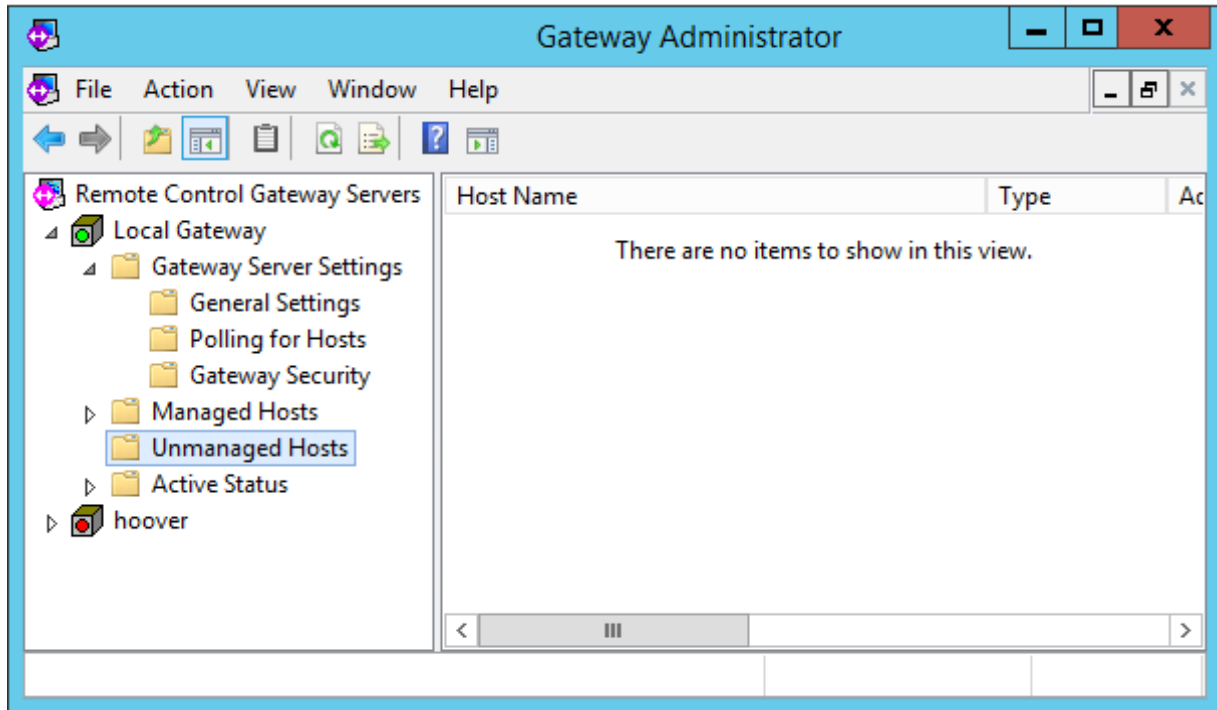 Gateway Administrator
File Action View Window Help
Remote Control Gateway Servers
Local Gateway
Gateway Server Settings
General Settings
Polling for Hosts
Gateway Security
Managed Hosts
Unmanaged Hosts
Active Status
hoover
Host Name Type Ac
There are no items to show in this view.